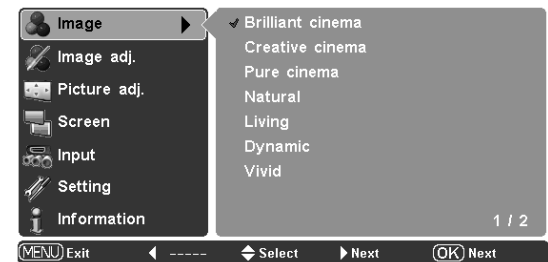 Image
Image adj.
Picture adj.
Screen
Input
Setting
Information
Brilliant cinema
Creative cinema
Pure cinema
Natural
Living
Dynamic
Vivid
1 / 2
MENU Exit ----- Select Next OK Next